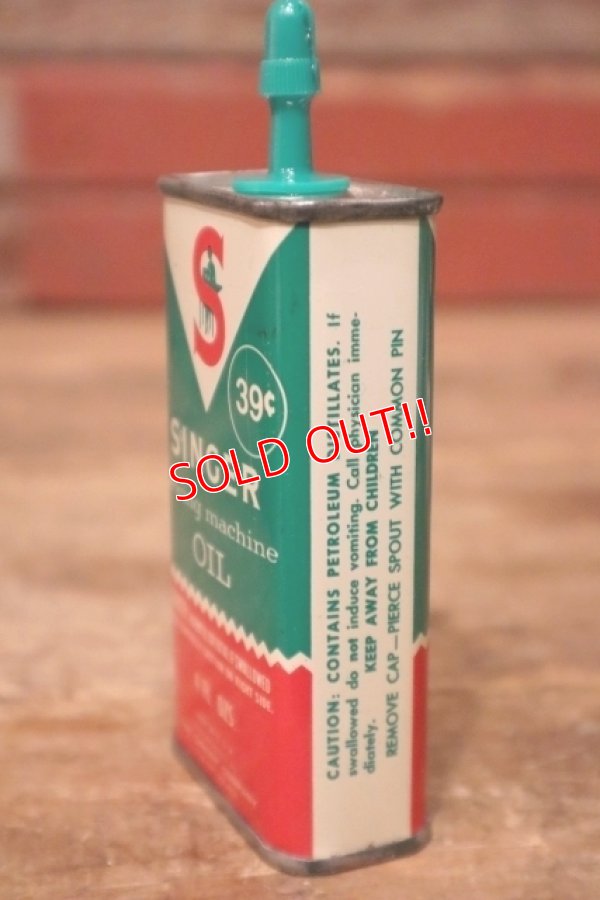 S
39¢
SINGER
machine
OIL
SOLD OUT!!
CAUTION: CONTAINS PETROLEUM DISTILLATES. If
swallowed do not induce vomiting. Call physician imme-
diately. KEEP AWAY FROM CHILDREN
REMOVE CAP—PIERCE SPOUT WITH COMMON PIN